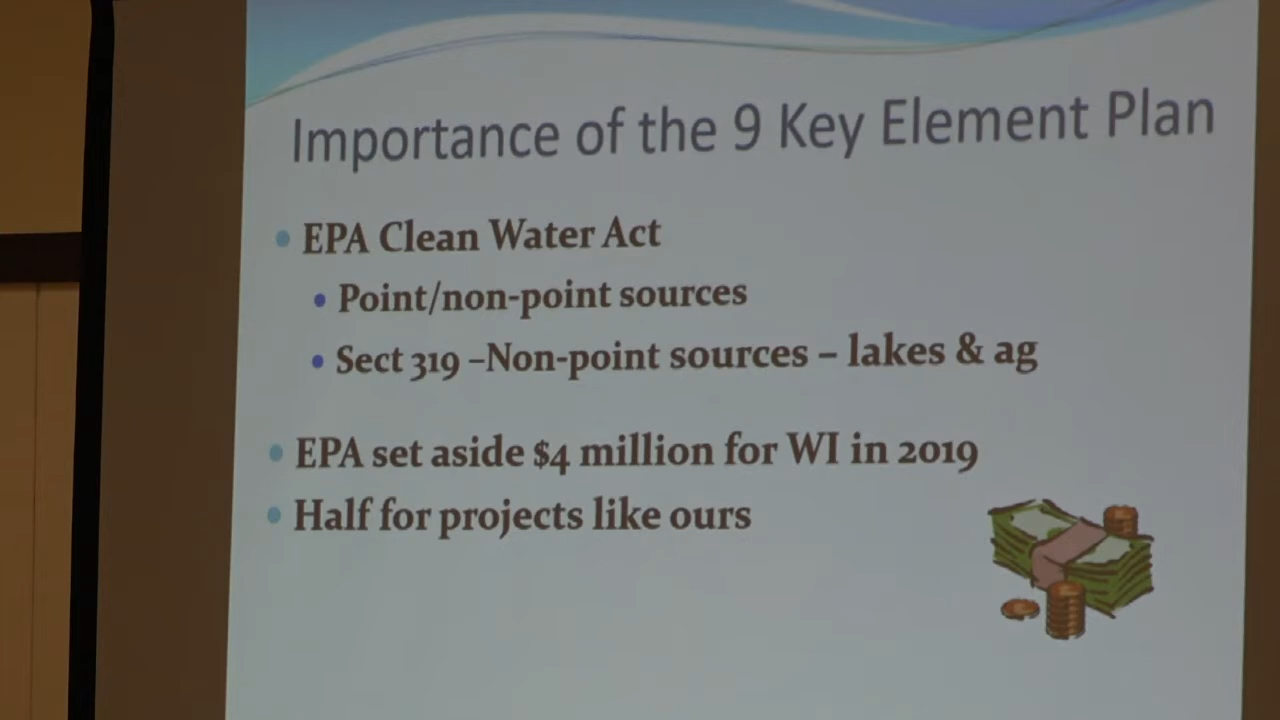 Importance of the 9 Key Element Plan
• EPA Clean Water Act
• Point/non-point sources
• Sect 319 –Non-point sources – lakes & ag
• EPA set aside $4 million for WI in 2019
• Half for projects like ours